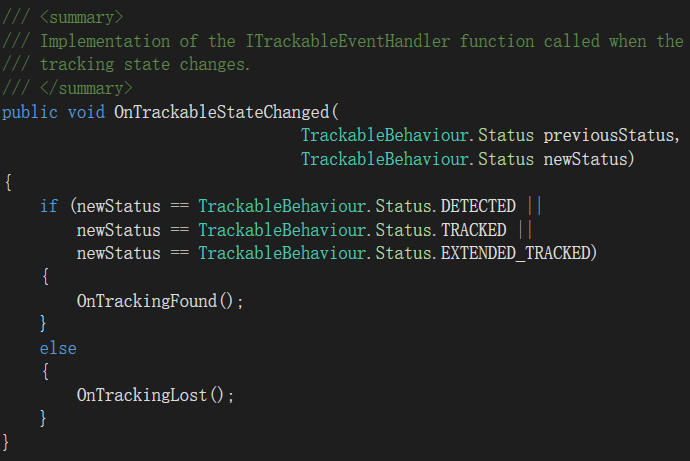 /// <summary>
/// Implementation of the ITrackableEventHandler function called when the
/// tracking state changes.
/// </summary>
public void OnTrackableStateChanged(
                                TrackableBehaviour.Status previousStatus,
                                TrackableBehaviour.Status newStatus)
{
    if (newStatus == TrackableBehaviour.Status.DETECTED ||
        newStatus == TrackableBehaviour.Status.TRACKED ||
        newStatus == TrackableBehaviour.Status.EXTENDED_TRACKED)
    {
        OnTrackingFound();
    }
    else
    {
        OnTrackingLost();
    }
}